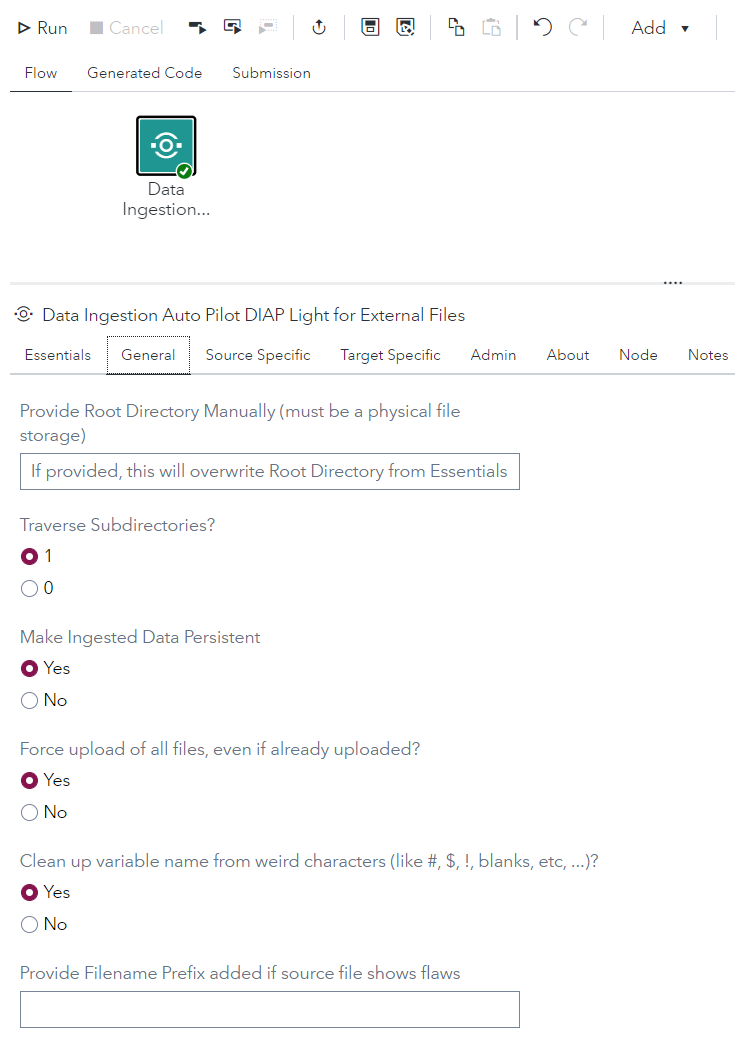 Run Cancel Add
Flow Generated Code Submission
Data
Ingestion...
Data Ingestion Auto Pilot DIAP Light for External Files
Essentials General Source Specific Target Specific Admin About Node Notes
Provide Root Directory Manually (must be a physical file
storage)
If provided, this will overwrite Root Directory from Essentials
Traverse Subdirectories?
1
0
Make Ingested Data Persistent
Yes
No
Force upload of all files, even if already uploaded?
Yes
No
Clean up variable name from weird characters (like #, $, !, blanks, etc, ...)?
Yes
No
Provide Filename Prefix added if source file shows flaws